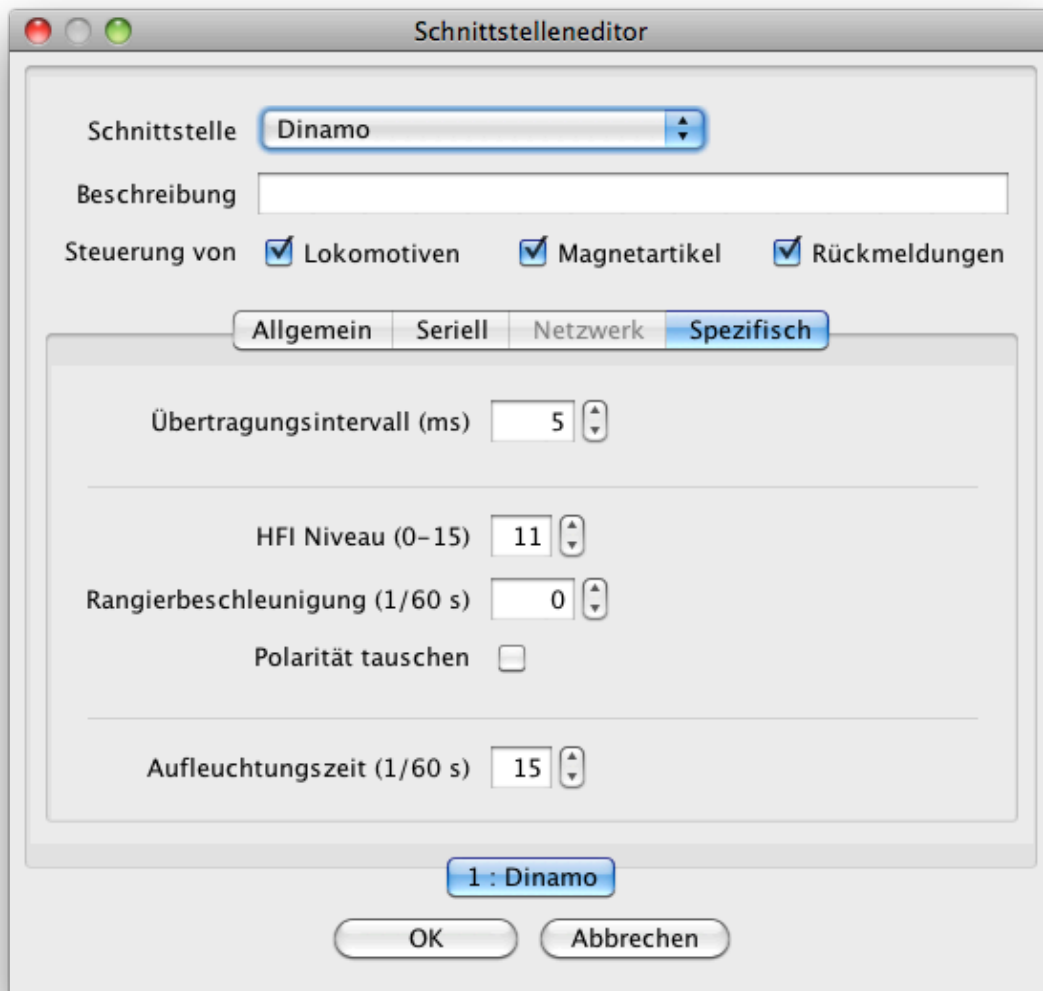 Schnittstelleneditor
Schnittstelle Dinamo
Beschreibung
Steuerung von Lokomotiven Magnetartikel Rückmeldungen
Allgemein Seriell Netzwerk Spezifisch
Übertragungsintervall (ms) 5
HFI Niveau (0-15) 11
Rangierbeschleunigung (1/60 s) 0
Polarität tauschen
Aufleuchtungszeit (1/60 s) 15
1 : Dinamo
OK Abbrechen